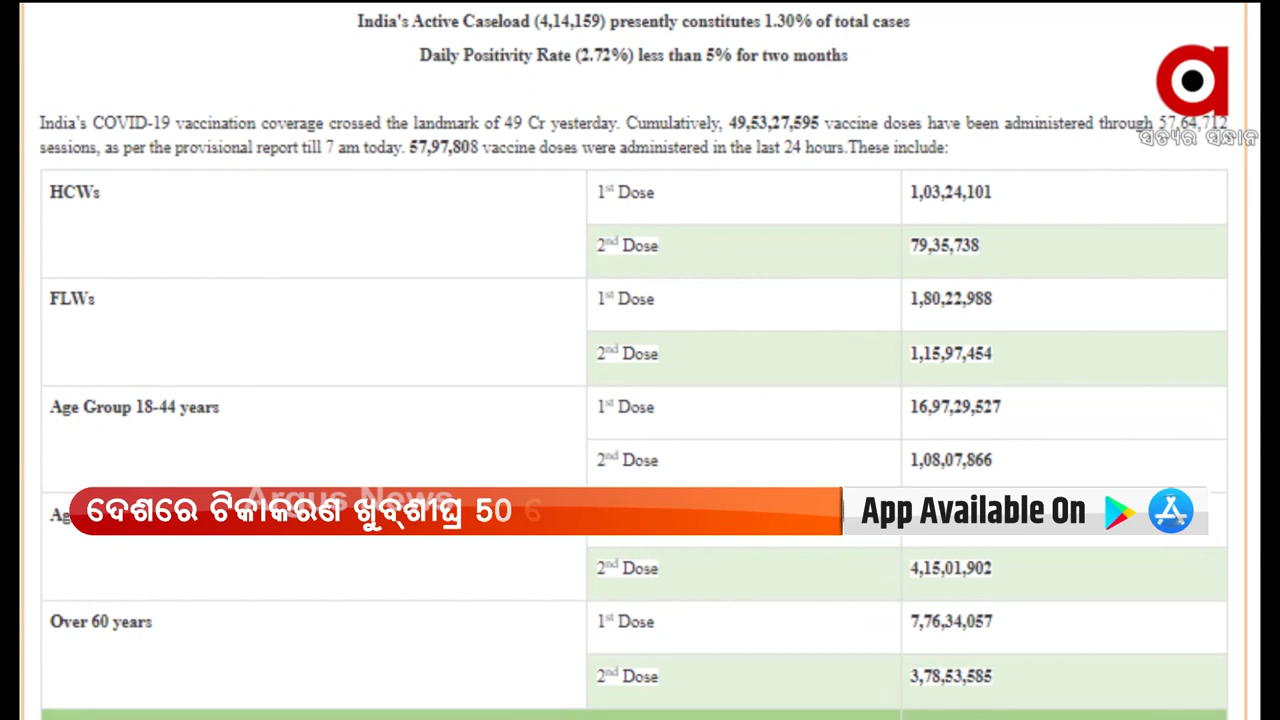 India's Active Caseload (4,14,159) presently constitutes 1.30% of total cases
Daily Positivity Rate (2.72%) less than 5% for two months
India's COVID-19 vaccination coverage crossed the landmark of 49 Cr yesterday. Cumulatively, 49,53,27,595 vaccine doses have been administered through 57,64,712
sessions, as per the provisional report till 7 am today. 57,97,808 vaccine doses were administered in the last 24 hours.These include:
ସତ୍ୟର ସନ୍ଧାନ
HCWs 1st Dose 1,03,24,101
2nd Dose 79,35,738
FLWs 1st Dose 1,80,22,988
2nd Dose 1,15,97,454
Age Group 18-44 years 1st Dose 16,97,29,527
2nd Dose 1,08,07,866
Argus News
ଦେଶରେ ଟିକାକରଣ ଖୁବ୍‌ଶୀଘ୍ର 50
App Available On
2nd Dose 4,15,01,902
Over 60 years 1st Dose 7,76,34,057
2nd Dose 3,78,53,585